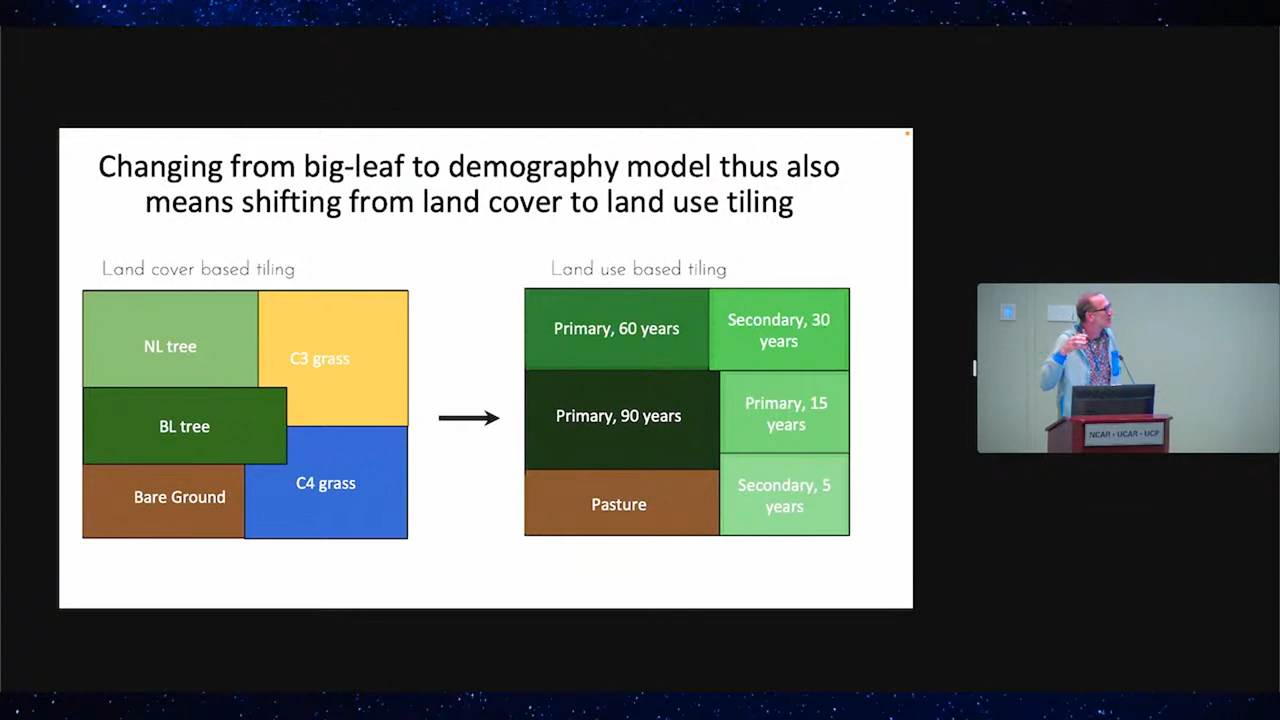 Changing from big-leaf to demography model thus also
means shifting from land cover to land use tiling
Land cover based tiling
NL tree
C3 grass
BL tree
Bare Ground
C4 grass
Land use based tiling
Primary, 60 years
Secondary, 30
years
Primary, 90 years
Primary, 15
years
Pasture
Secondary, 5
years
NCAR • UCAR • UCP